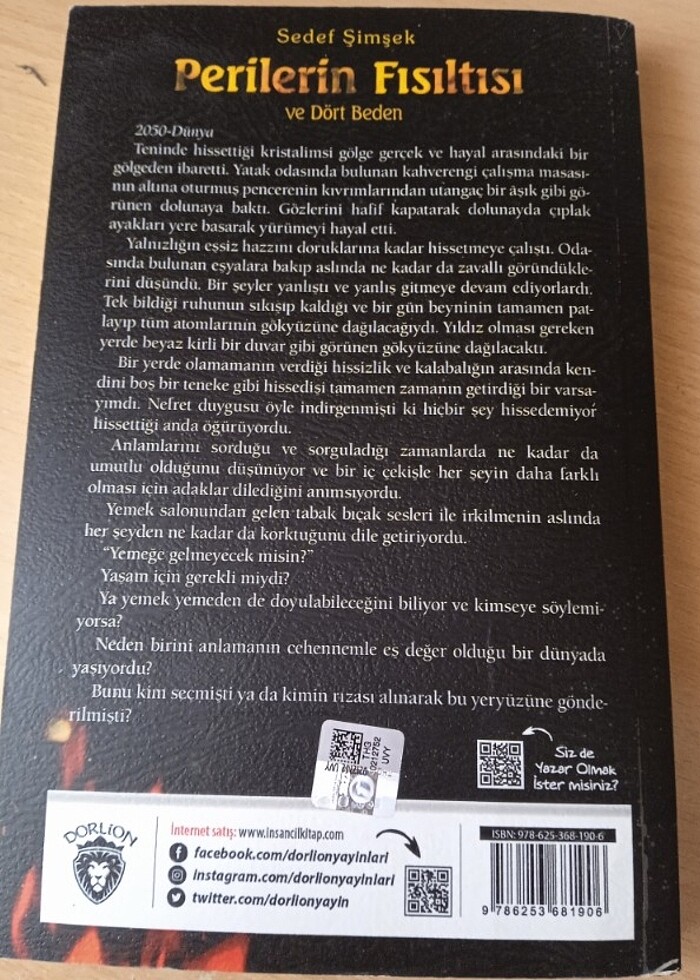 Sedef Şimşek
Perilerin Fısıltısı
ve Dört Beden
2050-Dünya
Teninde hissettiği kristalimsi gölge gerçek ve hayal arasındaki bir
gölgeden ibaretti. Yatak odasında bulunan kahverengi çalışma masası-
nın altına oturmuş pencerenin kıvrımlarından utangaç bir âşık gibi gö-
rünen dolunaya baktı. Gözlerini hafif kapatarak dolunayda çıplak
ayakları yere basarak yürümeyi hayal etti.
Yalnızlığın eşsiz hazzını doruklarına kadar hissetmeye çalıştı. Oda-
sında bulunan eşyalara bakıp aslında ne kadar da zavallı göründükle-
rini düşündü. Bir şeyler yanlıştı ve yanlış gitmeye devam ediyorlardı.
Tek bildiği ruhunun sıkışıp kaldığı ve bir gün beyninin tamamen pat-
layıp tüm atomlarının gökyüzüne dağılacağıydı. Yıldız olması gereken
yerde beyaz kirli bir duvar gibi görünen gökyüzüne dağılacaktı.
Bir yerde olamamanın verdiği hissizlik ve kalabalığın arasında ken-
dini boş bir teneke gibi hissedişi tamamen zamanın getirdiği bir varsa-
yımdı. Nefret duygusu öyle indirgenmişti ki hiçbir şey hissedemiyor
hissettiği anda öğürüyordu.
Anlamlarını sorduğu ve sorguladığı zamanlarda ne kadar da
umutlu olduğunu düşünüyor ve bir iç çekişle her şeyin daha farklı
olması için adaklar dilediğini anımsıyordu.
Yemek salonundan gelen tabak bıçak sesleri ile irkilmenin aslında
her şeyden ne kadar da korktuğunu dile getiriyordu.
"Yemeğe gelmeyecek misin?"
Yaşam için gerekli miydi?
Ya yemek yemeden de doyulabileceğini biliyor ve kimseye söylemi-
yorsa?
Neden birini anlamanın cehennemle eş değer olduğu bir dünyada
yaşıyordu?
Bunu kim seçmişti ya da kimin rızası alınarak bu yeryüzüne gönde-
rilmişti?
THG
0212752
UVY
Siz de
Yazar Olmak
İster misiniz?
DORLİON
İnternet satış: www.insancilkitap.com
facebook.com/dorlionyayinlari
instagram.com/dorlionyayinlari
twitter.com/dorlionyayin
ISBN: 978-625-368-190-6
9 786253 681906